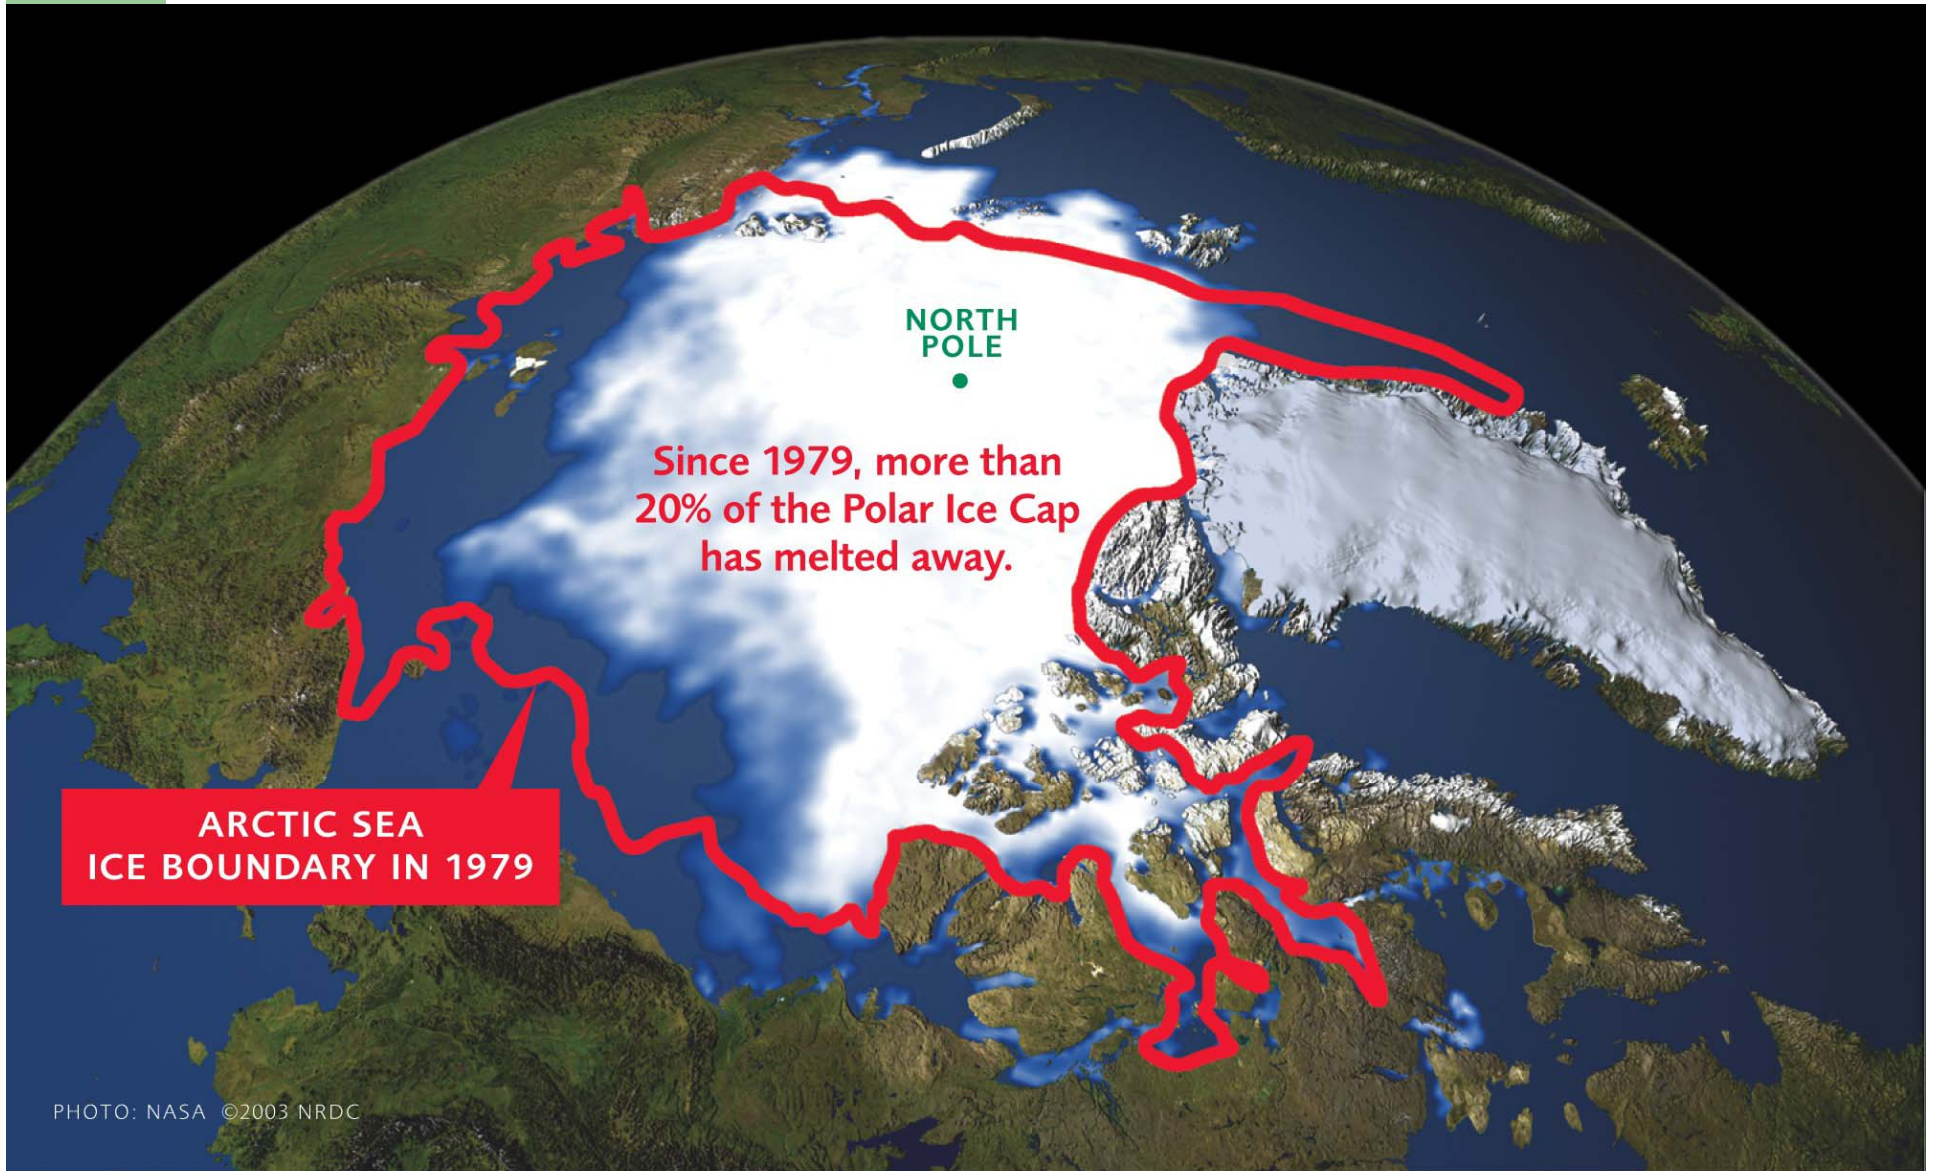 NORTH
POLE
Since 1979, more than
20% of the Polar Ice Cap
has melted away.
ARCTIC SEA
ICE BOUNDARY IN 1979
PHOTO: NASA ©2003 NRDC